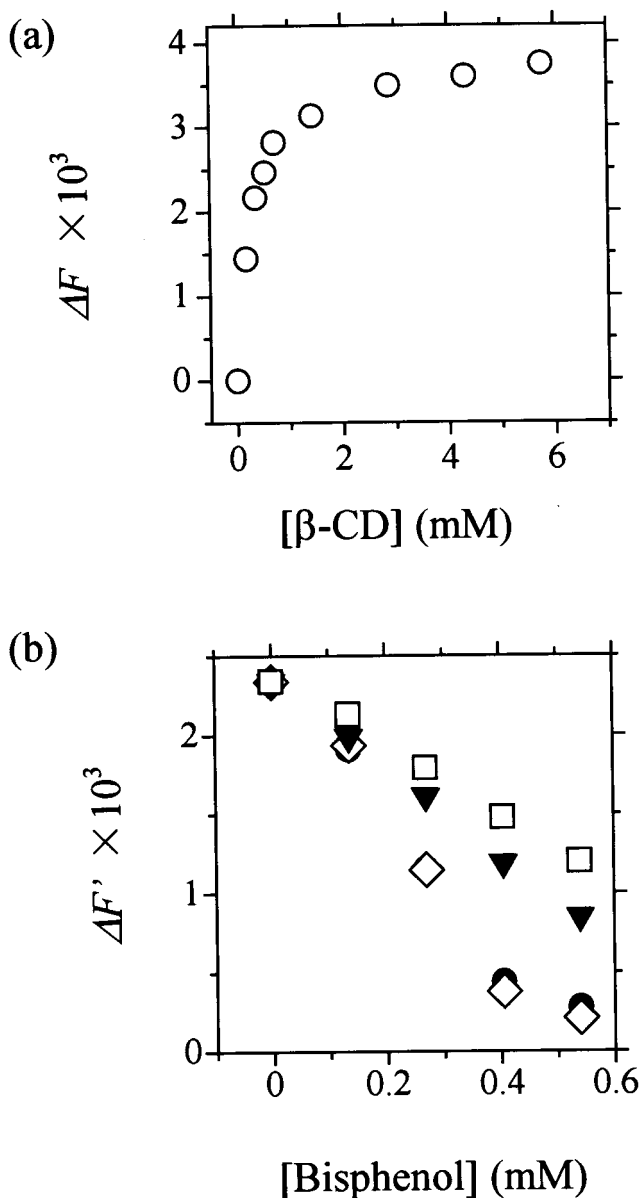 (a)
4
3
2
1
0
ΔF ×10³
0 2 4 6
[β-CD] (mM)
(b)
2
1
0
ΔF' ×10³
0 0.2 0.4 0.6
[Bisphenol] (mM)